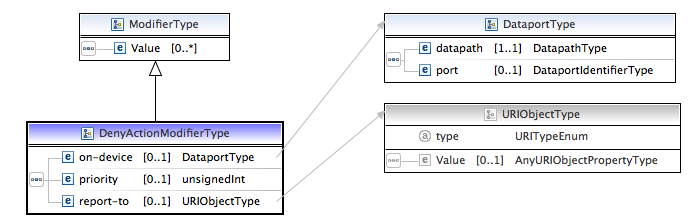 ModifierType
e Value [0..*]
DenyActionModifierType
e on-device [0..1] DataportType
e priority [0..1] unsignedInt
e report-to [0..1] URIObjectType
DataportType
e datapath [1..1] DatapathType
e port [0..1] DataportIdentifierType
URIObjectType
a type URITypeEnum
e Value [0..1] AnyURIObjectPropertyType